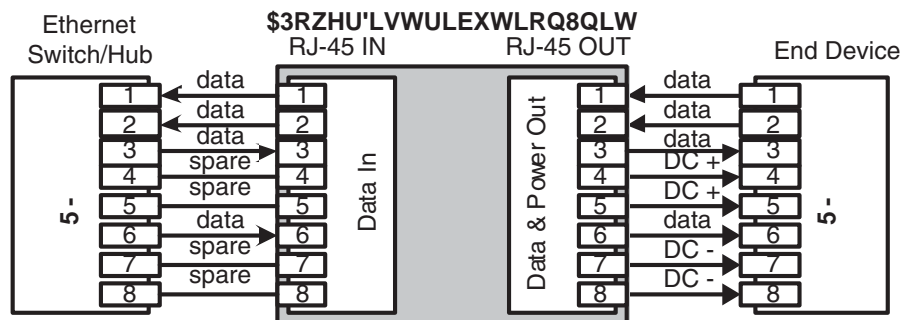 $3RZHU'LVWULEXWLRQ8QLW
Ethernet
Switch/Hub
RJ-45 IN
RJ-45 OUT
End Device
1 data 1
2 data 2
3 data 3
4 spare 4
5 spare 5
6 data 6
7 spare 7
8 spare 8
5 -
Data In
Data & Power Out
1 data 1
2 data 2
3 data 3
4 DC + 4
5 DC + 5
6 data 6
7 DC - 7
8 DC - 8
5 -